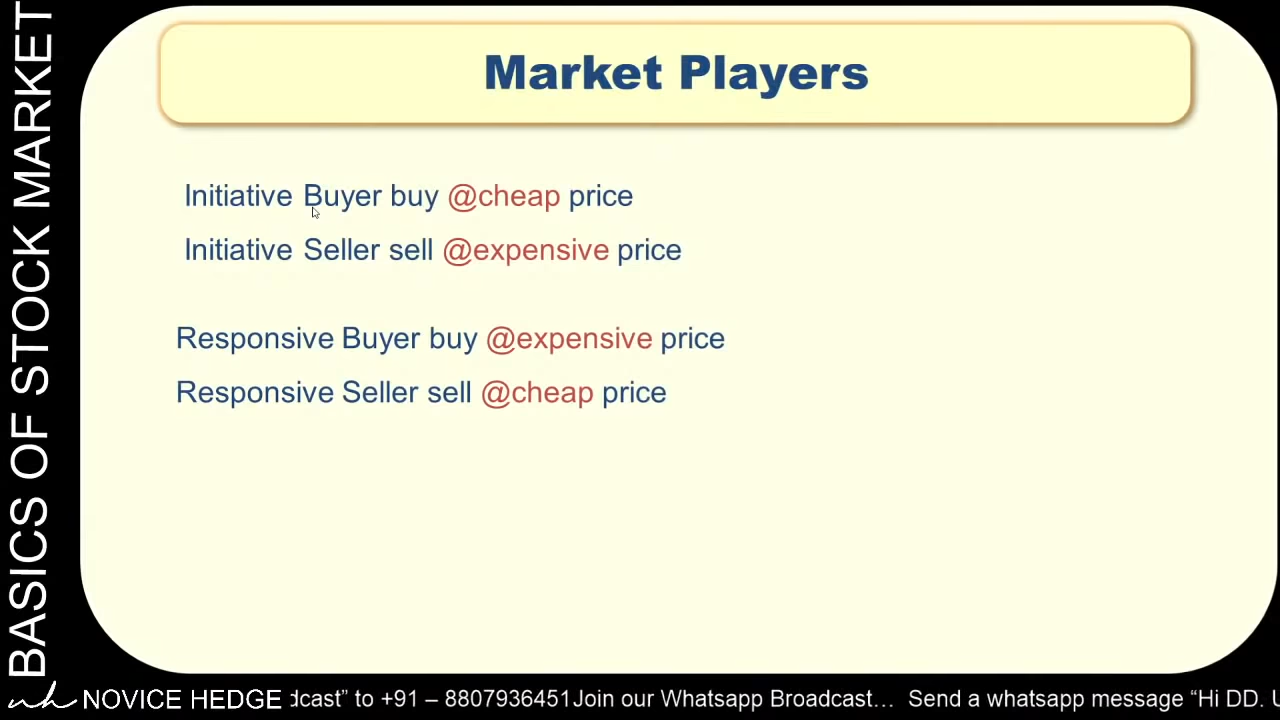 BASICS OF STOCK MARKET
Market Players
Initiative Buyer buy @cheap price
Initiative Seller sell @expensive price
Responsive Buyer buy @expensive price
Responsive Seller sell @cheap price
nh NOVICE HEDGE dcast” to +91 – 8807936451Join our Whatsapp Broadcast… Send a whatsapp message “Hi DD.